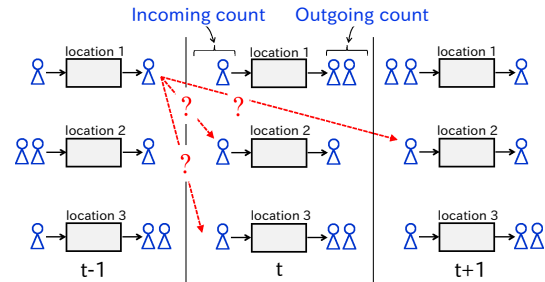 Incoming count
Outgoing count
location 1
location 1
location 1
?
?
location 2
location 2
location 2
?
location 3
location 3
location 3
t-1
t
t+1